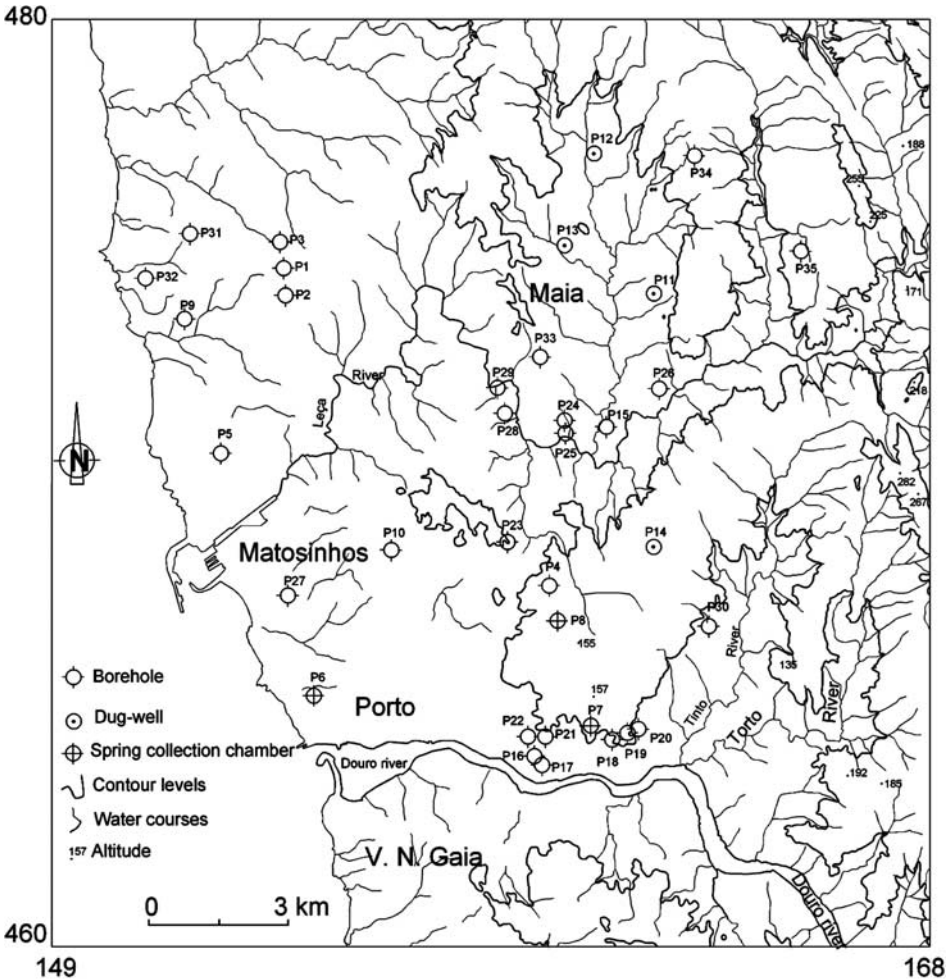 480
P12
188
P34
255
225
P31
P3
P13
P35
P1
P32
P11
171
P2
Maia
P9
P33
River
P29
P26
218
Leça
P24
P15
P28
P5
P25
N
282
267
P23
P14
P10
Matosinhos
P4
P27
P8
P30
155
River
135
Borehole
P6
157
River
Porto
P7
Tinto
Torto
Dug-well
P22
P21
P20
Spring collection chamber
P19
P16
P18
Douro river
P17
192
Contour levels
185
Water courses
157 Altitude
V. N. Gaia
Douro river
0 3 km
460
149 168